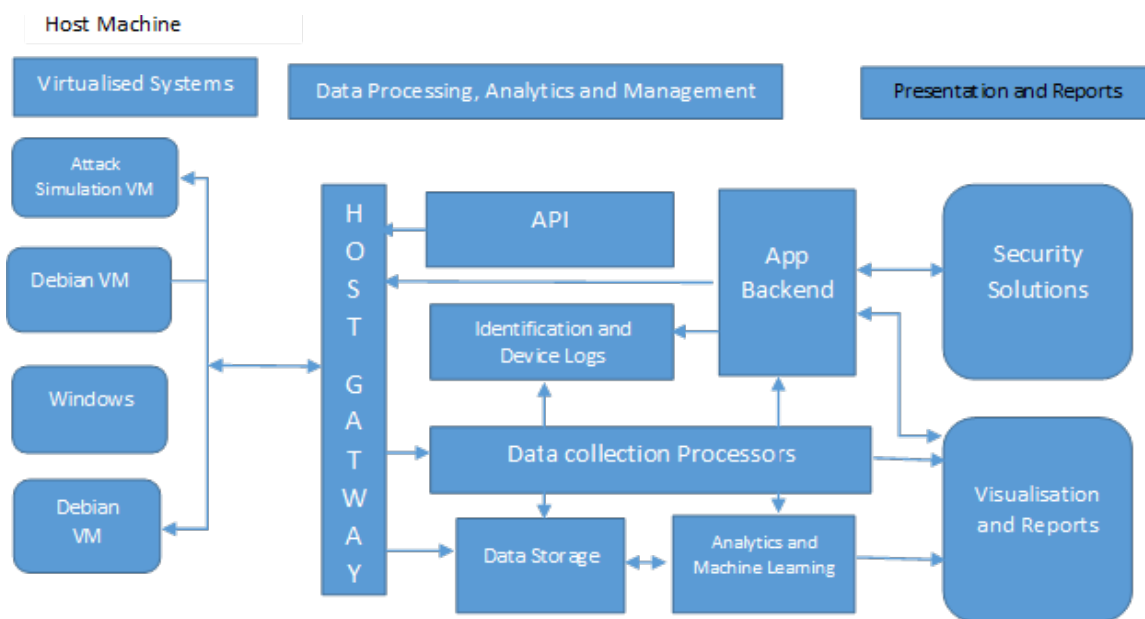 Host Machine
Virtualised Systems
Data Processing, Analytics and Management
Presentation and Reports
Attack
Simulation VM
Debian VM
Windows
Debian
VM
H
O
S
T
G
A
T
W
A
Y
API
App
Backend
Identification and
Device Logs
Data collection Processors
Data Storage
Analytics and
Machine Learning
Security
Solutions
Visualisation
and Reports